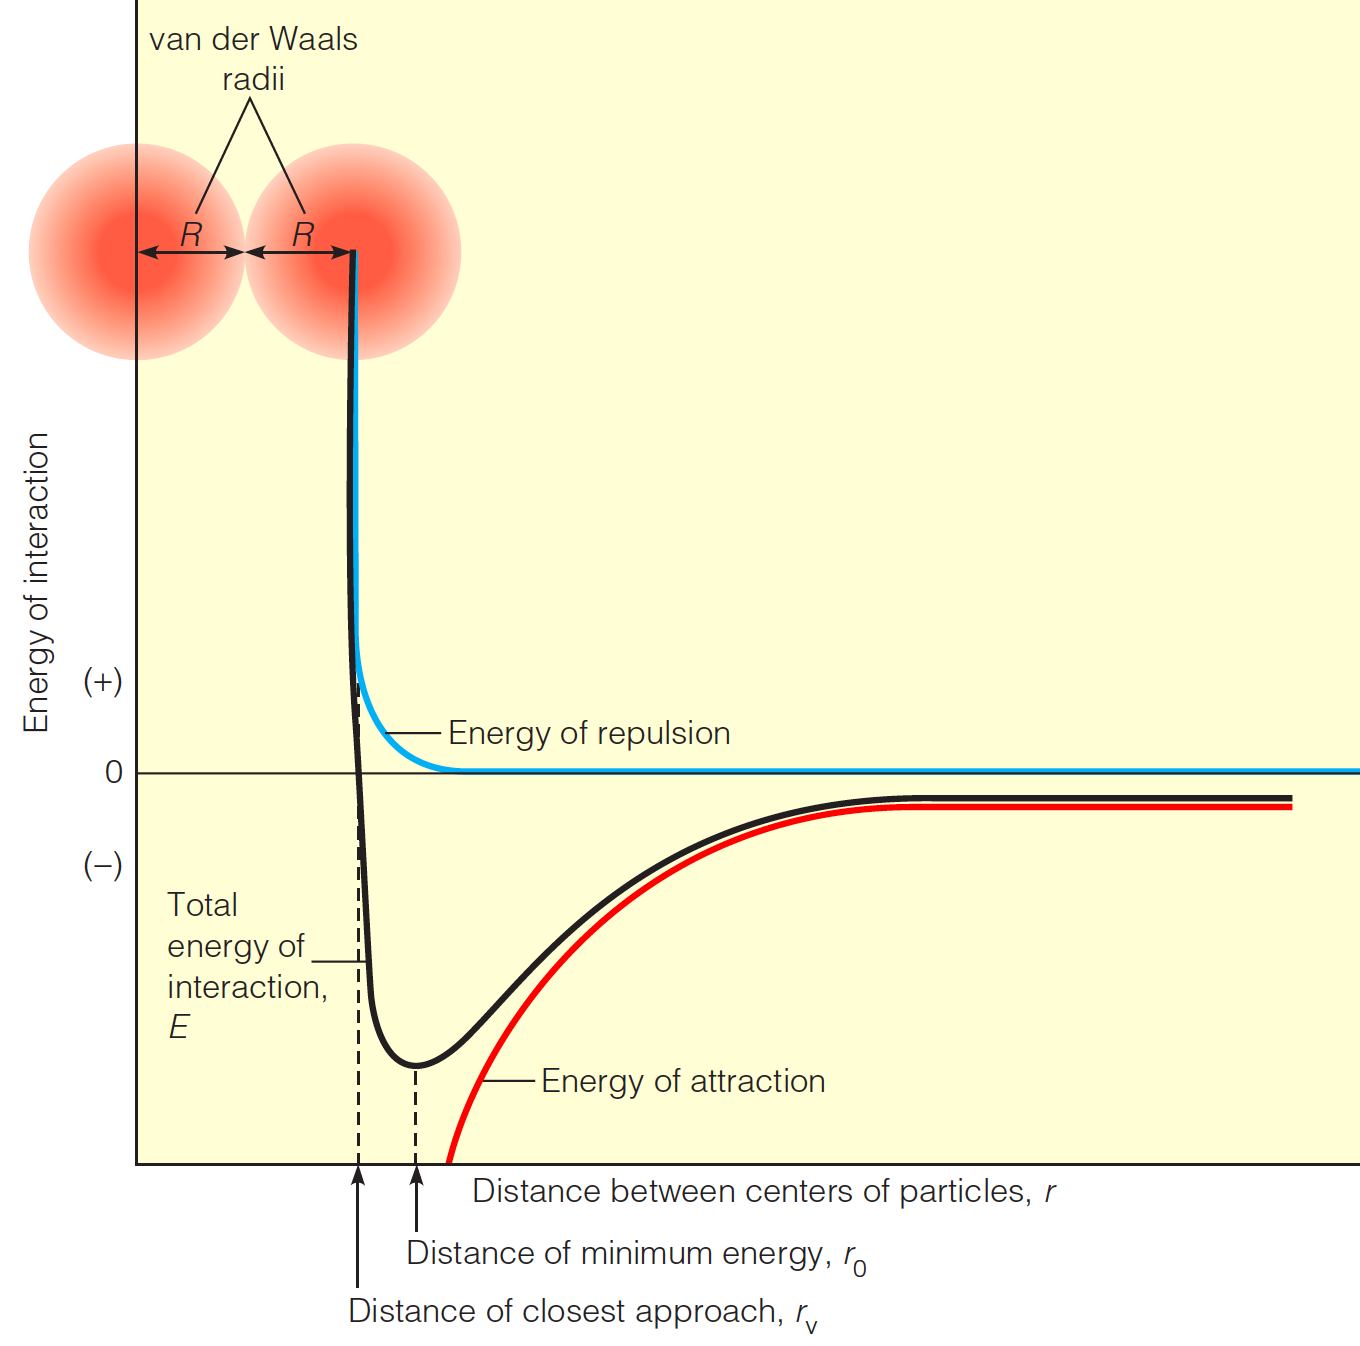 van der Waals
radii
R
R
Energy of interaction
(+)
Energy of repulsion
0
(–)
Total
energy of
interaction,
E
Energy of attraction
Distance between centers of particles, r
Distance of minimum energy, r0
Distance of closest approach, rv